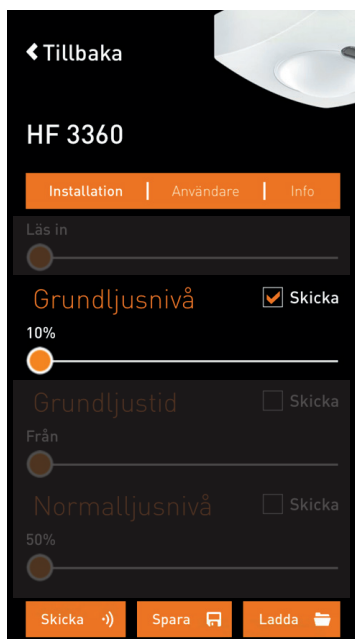 Tillbaka
HF 3360
Installation Användare Info
Läs in
Grundljusnivå Skicka
10%
Grundljustid Skicka
Från
Normalljusnivå Skicka
50%
Skicka Spara Ladda